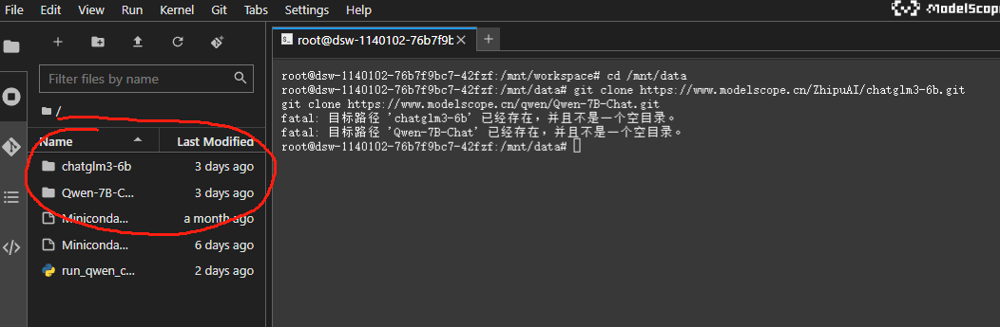 File Edit View Run Kernel Git Tabs Settings Help
ModelScope
Filter files by name
/
Name Last Modified
chatglm3-6b 3 days ago
Qwen-7B-C... 3 days ago
Miniconda... a month ago
Miniconda... 6 days ago
run_qwen_c... 2 days ago
root@dsw-1140102-76b7f9b
root@dsw-1140102-76b7f9bc7-42fzf:/mnt/workspace# cd /mnt/data
root@dsw-1140102-76b7f9bc7-42fzf:/mnt/data# git clone https://www.modelscope.cn/ZhipuAI/chatglm3-6b.git
git clone https://www.modelscope.cn/qwen/Qwen-7B-Chat.git
fatal: 目标路径 'chatglm3-6b' 已经存在，并且不是一个空目录。
fatal: 目标路径 'Qwen-7B-Chat' 已经存在，并且不是一个空目录。
root@dsw-1140102-76b7f9bc7-42fzf:/mnt/data#